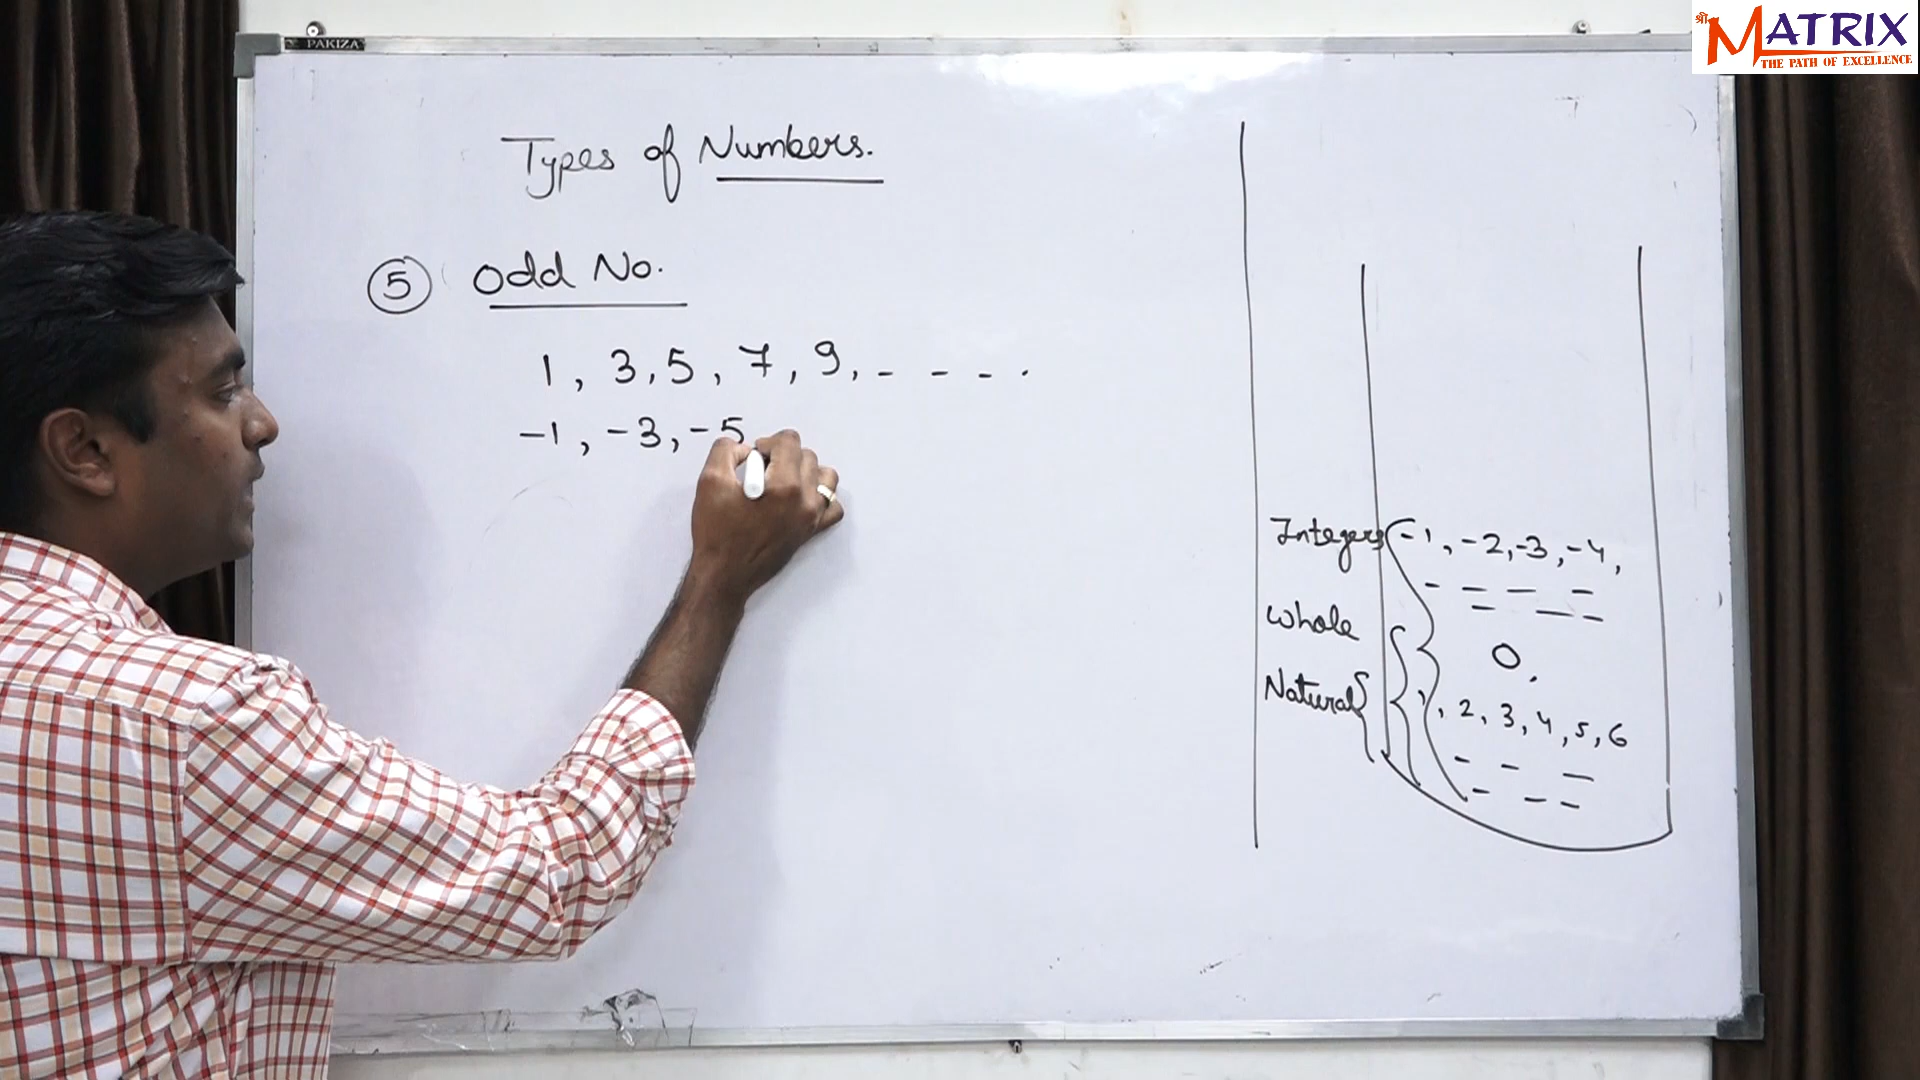 श्री MATRIX
THE PATH OF EXCELLENCE
PAKIZA
Types of Numbers.
5 Odd No.
1, 3, 5, 7, 9, - - - .
-1, -3, -5
Integers -1, -2, -3, -4,
- - - -
- - -
Whole 0,
Natural 1, 2, 3, 4, 5, 6
- - -
- - -